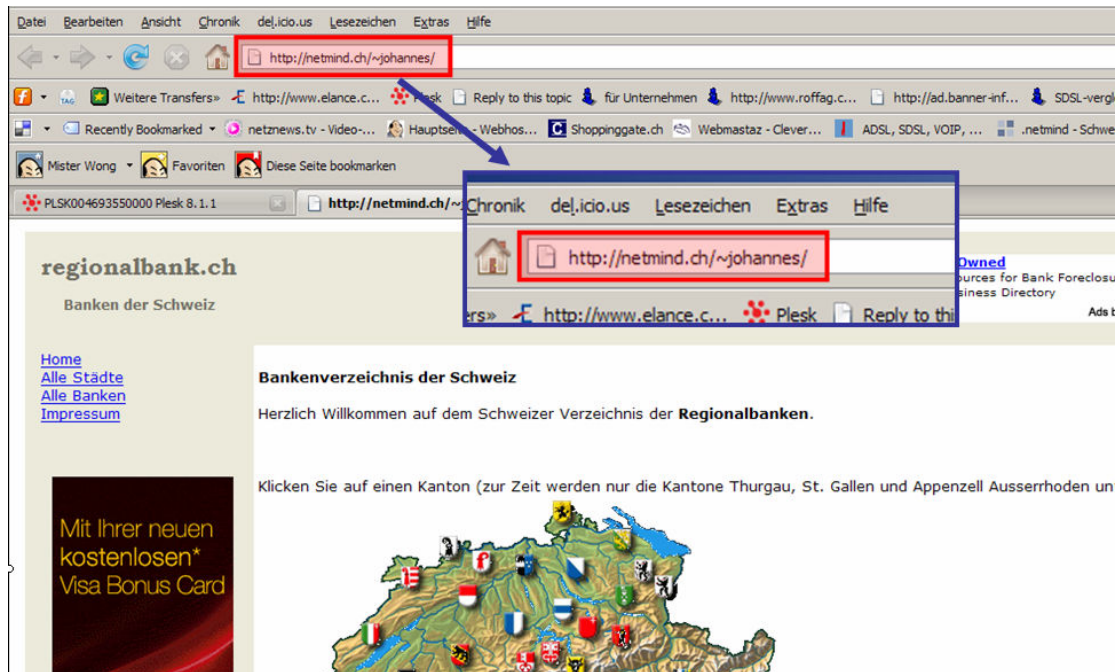 Datei Bearbeiten Ansicht Chronik del.icio.us Lesezeichen Extras Hilfe
http://netmind.ch/~johannes/
TAG Weitere Transfers» http://www.elance.c... Plesk Reply to this topic für Unternehmen http://www.roffag.c... http://ad.banner-inf... SDSL-vergl
Recently Bookmarked netznews.tv - Video-... Hauptseite - Webhos... Shoppinggate.ch Webmastaz - Clever... ADSL, SDSL, VOIP, ... .netmind - Schwe
Mister Wong Favoriten Diese Seite bookmarken
PLSK004693550000 Plesk 8.1.1 http://netmind.ch/~
Chronik del.icio.us Lesezeichen Extras Hilfe
http://netmind.ch/~johannes/
ers» http://www.elance.c... Plesk Reply to thi
Owned
ources for Bank Foreclosu
siness Directory
Ads b
regionalbank.ch
Banken der Schweiz
Home
Alle Städte
Alle Banken
Impressum
Bankenverzeichnis der Schweiz
Herzlich Willkommen auf dem Schweizer Verzeichnis der Regionalbanken.
Klicken Sie auf einen Kanton (zur Zeit werden nur die Kantone Thurgau, St. Gallen und Appenzell Ausserrhoden un
Mit Ihrer neuen
kostenlosen*
Visa Bonus Card